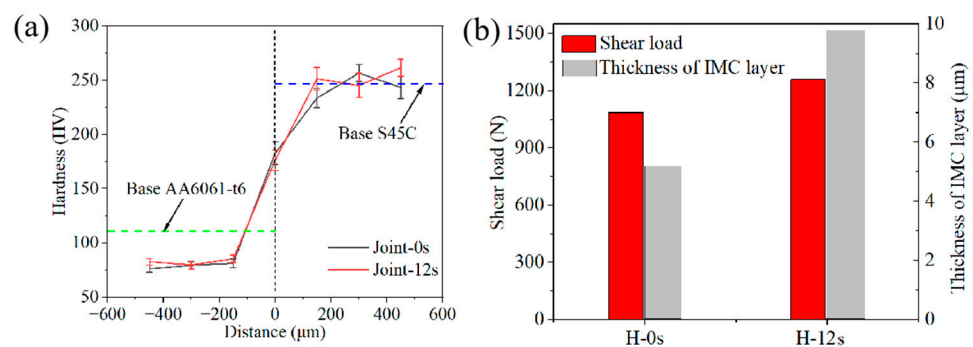 (a)
300
250
200
150
100
50
Hardness (HV)
Base S45C
Base AA6061-t6
Joint-0s
Joint-12s
−600
−400
−200
0
200
400
600
Distance (μm)
(b)
1500
1200
900
600
300
0
Shear load (N)
Shear load
Thickness of IMC layer
10
8
6
4
2
0
Thickness of IMC layer (μm)
H-0s
H-12s